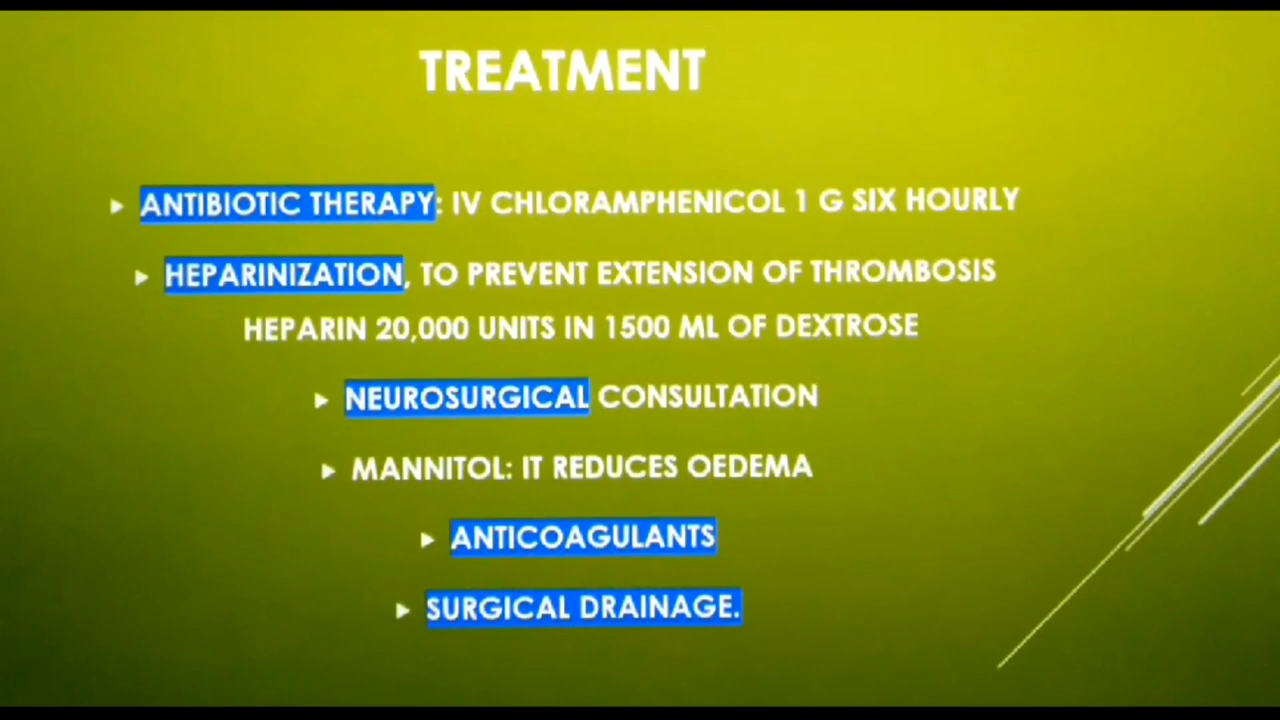 TREATMENT
ANTIBIOTIC THERAPY: IV CHLORAMPHENICOL 1 G SIX HOURLY
HEPARINIZATION, TO PREVENT EXTENSION OF THROMBOSIS
HEPARIN 20,000 UNITS IN 1500 ML OF DEXTROSE
NEUROSURGICAL CONSULTATION
MANNITOL: IT REDUCES OEDEMA
ANTICOAGULANTS
SURGICAL DRAINAGE.